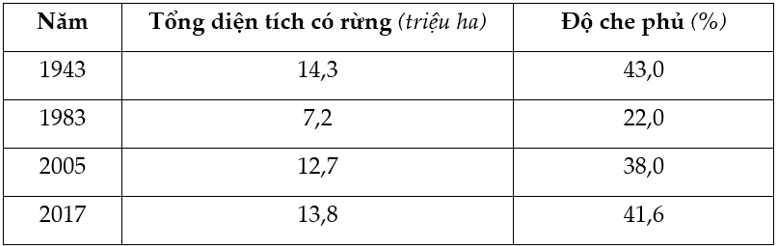 Năm Tổng diện tích có rừng (triệu ha) Độ che phủ (%)
1943 14,3 43,0
1983 7,2 22,0
2005 12,7 38,0
2017 13,8 41,6